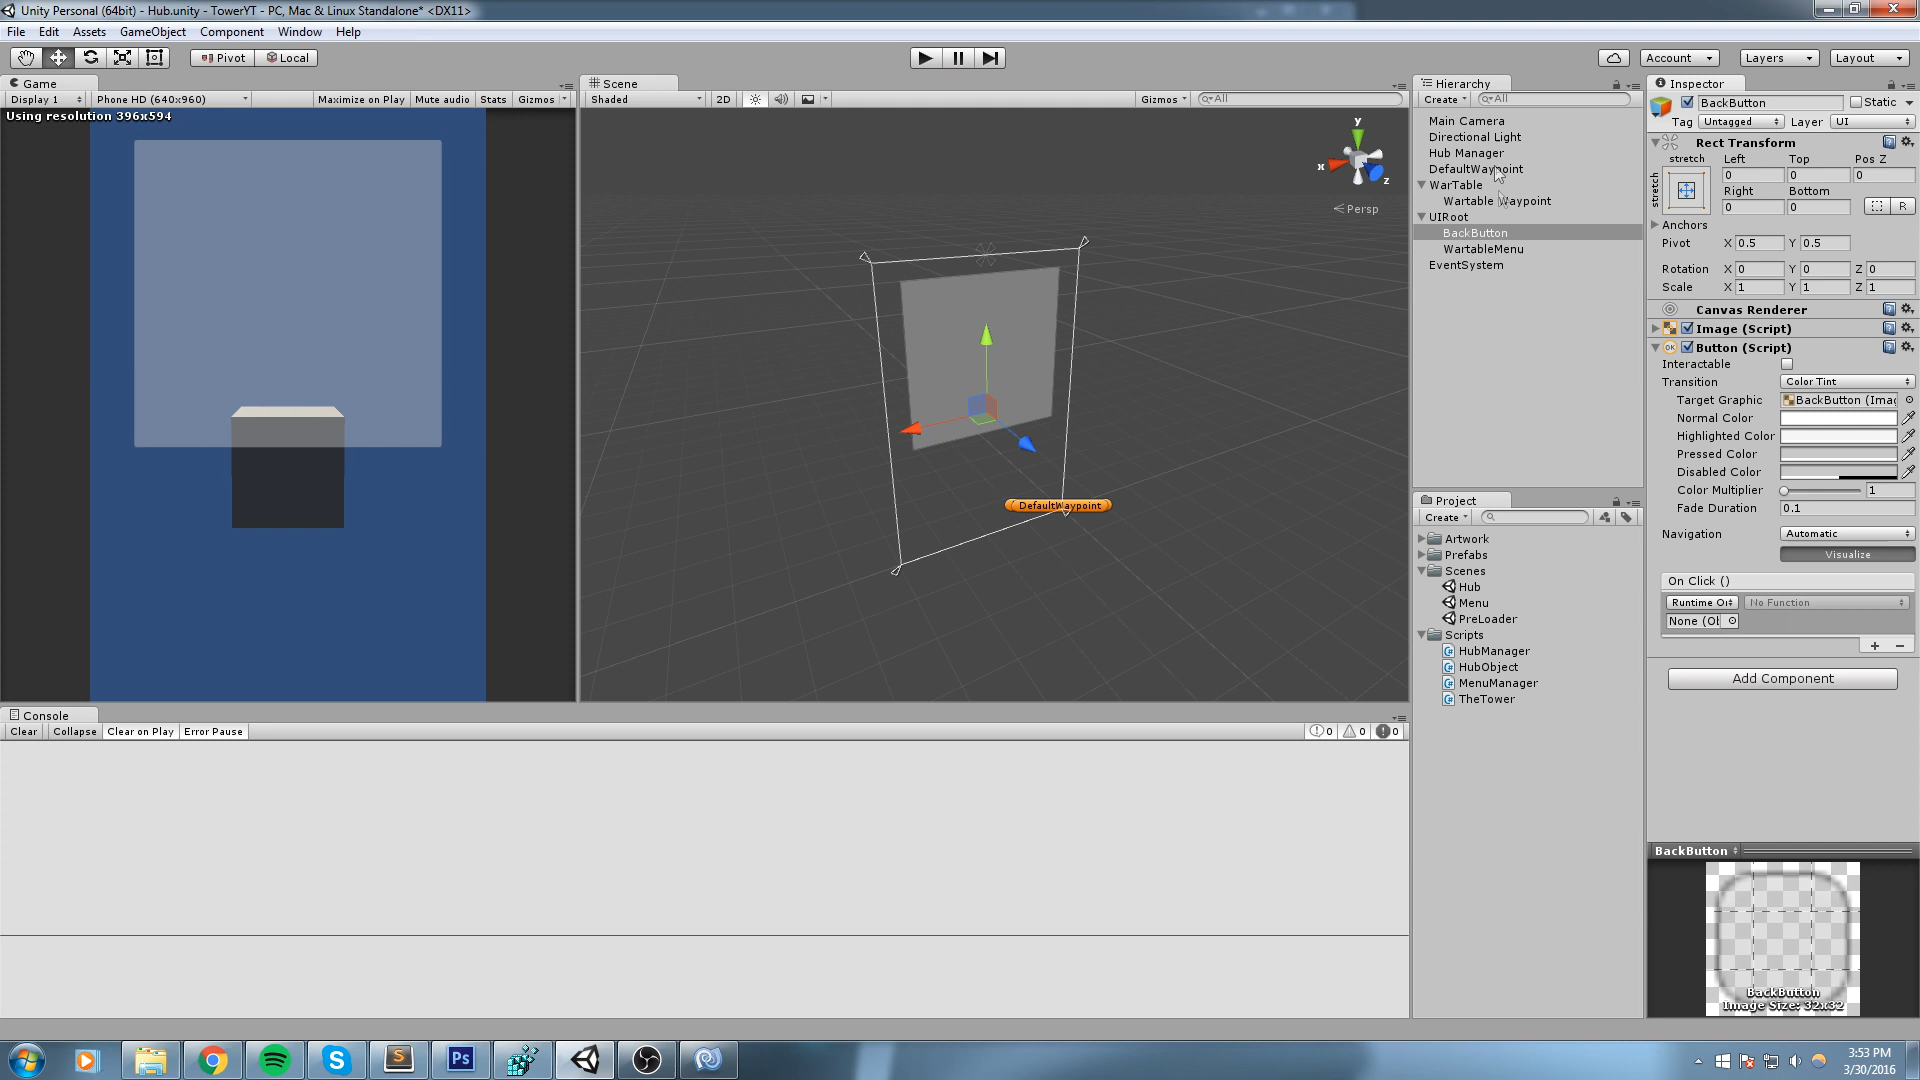 Unity Personal (64bit) - Hub.unity - TowerYT - PC, Mac & Linux Standalone* <DX11>
File Edit Assets GameObject Component Window Help
Pivot Local Account Layers Layout
Game
Display 1 Phone HD (640x960) Maximize on Play Mute audio Stats Gizmos
Using resolution 396x594
Scene
Shaded 2D Gizmos All
y
x
z
Persp
DefaultWaypoint
Hierarchy
Create All
Main Camera
Directional Light
Hub Manager
DefaultWaypoint
WarTable
Wartable Waypoint
UIRoot
BackButton
WartableMenu
EventSystem
Project
Create
Artwork
Prefabs
Scenes
Hub
Menu
PreLoader
Scripts
HubManager
HubObject
MenuManager
TheTower
Inspector
BackButton Static
Tag Untagged Layer UI
Rect Transform
stretch Left Top Pos Z
stretch 0 0 0
Right Bottom
0 0 R
Anchors
Pivot X 0.5 Y 0.5
Rotation X 0 Y 0 Z 0
Scale X 1 Y 1 Z 1
Canvas Renderer
Image (Script)
OK Button (Script)
Interactable
Transition Color Tint
Target Graphic BackButton (Imag
Normal Color
Highlighted Color
Pressed Color
Disabled Color
Color Multiplier 1
Fade Duration 0.1
Navigation Automatic
Visualize
On Click ()
Runtime Or No Function
None (Ob
Add Component
BackButton
BackButton
Image Size: 32x32
Console
Clear Collapse Clear on Play Error Pause 0 0 0
Ps
3:53 PM
3/30/2016